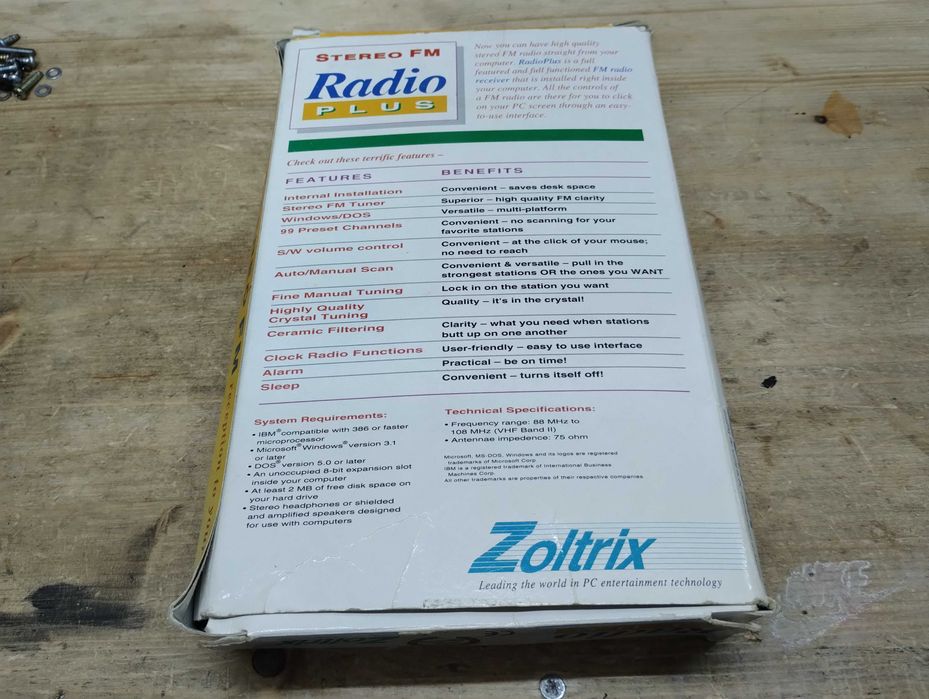 STEREO FM
Radio
PLUS
Now you can have high quality
stereo FM radio straight from your
computer. RadioPlus is a full
featured and full functioned FM radio
receiver that is installed right inside
your computer. All the controls of
a FM radio are there for you to click
on your PC screen through an easy-
to-use interface.
Check out these terrific features –
FEATURES BENEFITS
Internal Installation Convenient – saves desk space
Stereo FM Tuner Superior – high quality FM clarity
Windows/DOS Versatile – multi-platform
99 Preset Channels Convenient – no scanning for your
favorite stations
S/W volume control Convenient – at the click of your mouse;
no need to reach
Auto/Manual Scan Convenient & versatile – pull in the
strongest stations OR the ones you WANT
Fine Manual Tuning Lock in on the station you want
Highly Quality Quality – it's in the crystal!
Crystal Tuning
Ceramic Filtering Clarity – what you need when stations
butt up on one another
Clock Radio Functions User-friendly – easy to use interface
Alarm Practical – be on time!
Sleep Convenient – turns itself off!
System Requirements:
• IBM® compatible with 386 or faster
microprocessor
• Microsoft® Windows® version 3.1
or later
• DOS® version 5.0 or later
• An unoccupied 8-bit expansion slot
inside your computer
• At least 2 MB of free disk space on
your hard drive
• Stereo headphones or shielded
and amplified speakers designed
for use with computers
Technical Specifications:
• Frequency range: 88 MHz to
108 MHz (VHF Band II)
• Antennae impedence: 75 ohm
Microsoft, MS-DOS, Windows and its logos are registered
trademarks of Microsoft Corp.
IBM is a registered trademark of International Business
Machines Corp.
All other trademarks are properties of their respective companies.
Zoltrix
Leading the world in PC entertainment technology
CE